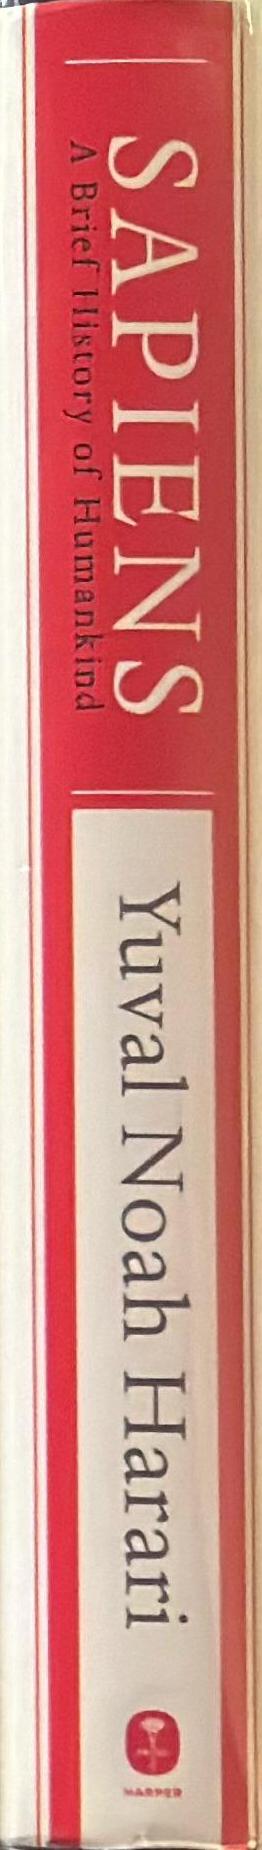 SAPIENS
A Brief History of Humankind
Yuval Noah Harari
HARPER